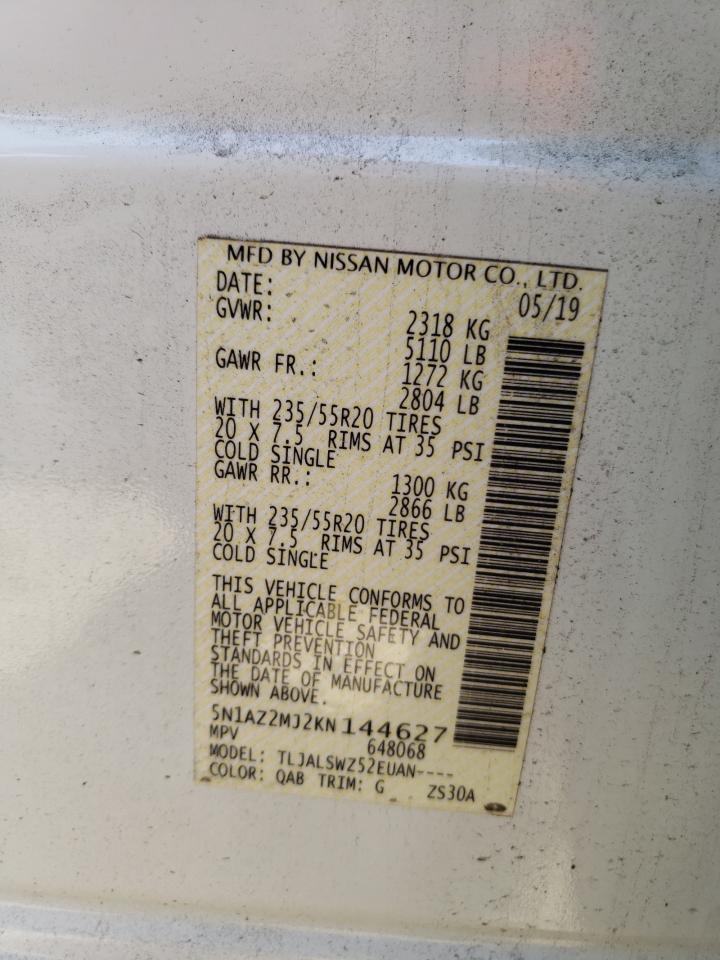 MFD BY NISSAN MOTOR CO., LTD.
DATE: 05/19
GVWR: 2318 KG
5110 LB
GAWR FR.: 1272 KG
2804 LB
WITH 235/55R20 TIRES
20 X 7.5 RIMS AT 35 PSI
COLD SINGLE
GAWR RR.: 1300 KG
2866 LB
WITH 235/55R20 TIRES
20 X 7.5 RIMS AT 35 PSI
COLD SINGLE
THIS VEHICLE CONFORMS TO
ALL APPLICABLE FEDERAL
MOTOR VEHICLE SAFETY AND
THEFT PREVENTION
STANDARDS IN EFFECT ON
THE DATE OF MANUFACTURE
SHOWN ABOVE.
5N1AZ2MJ2KN144627
MPV 648068
MODEL: TLJALSWZ52EUAN----
COLOR: QAB TRIM: G ZS30A